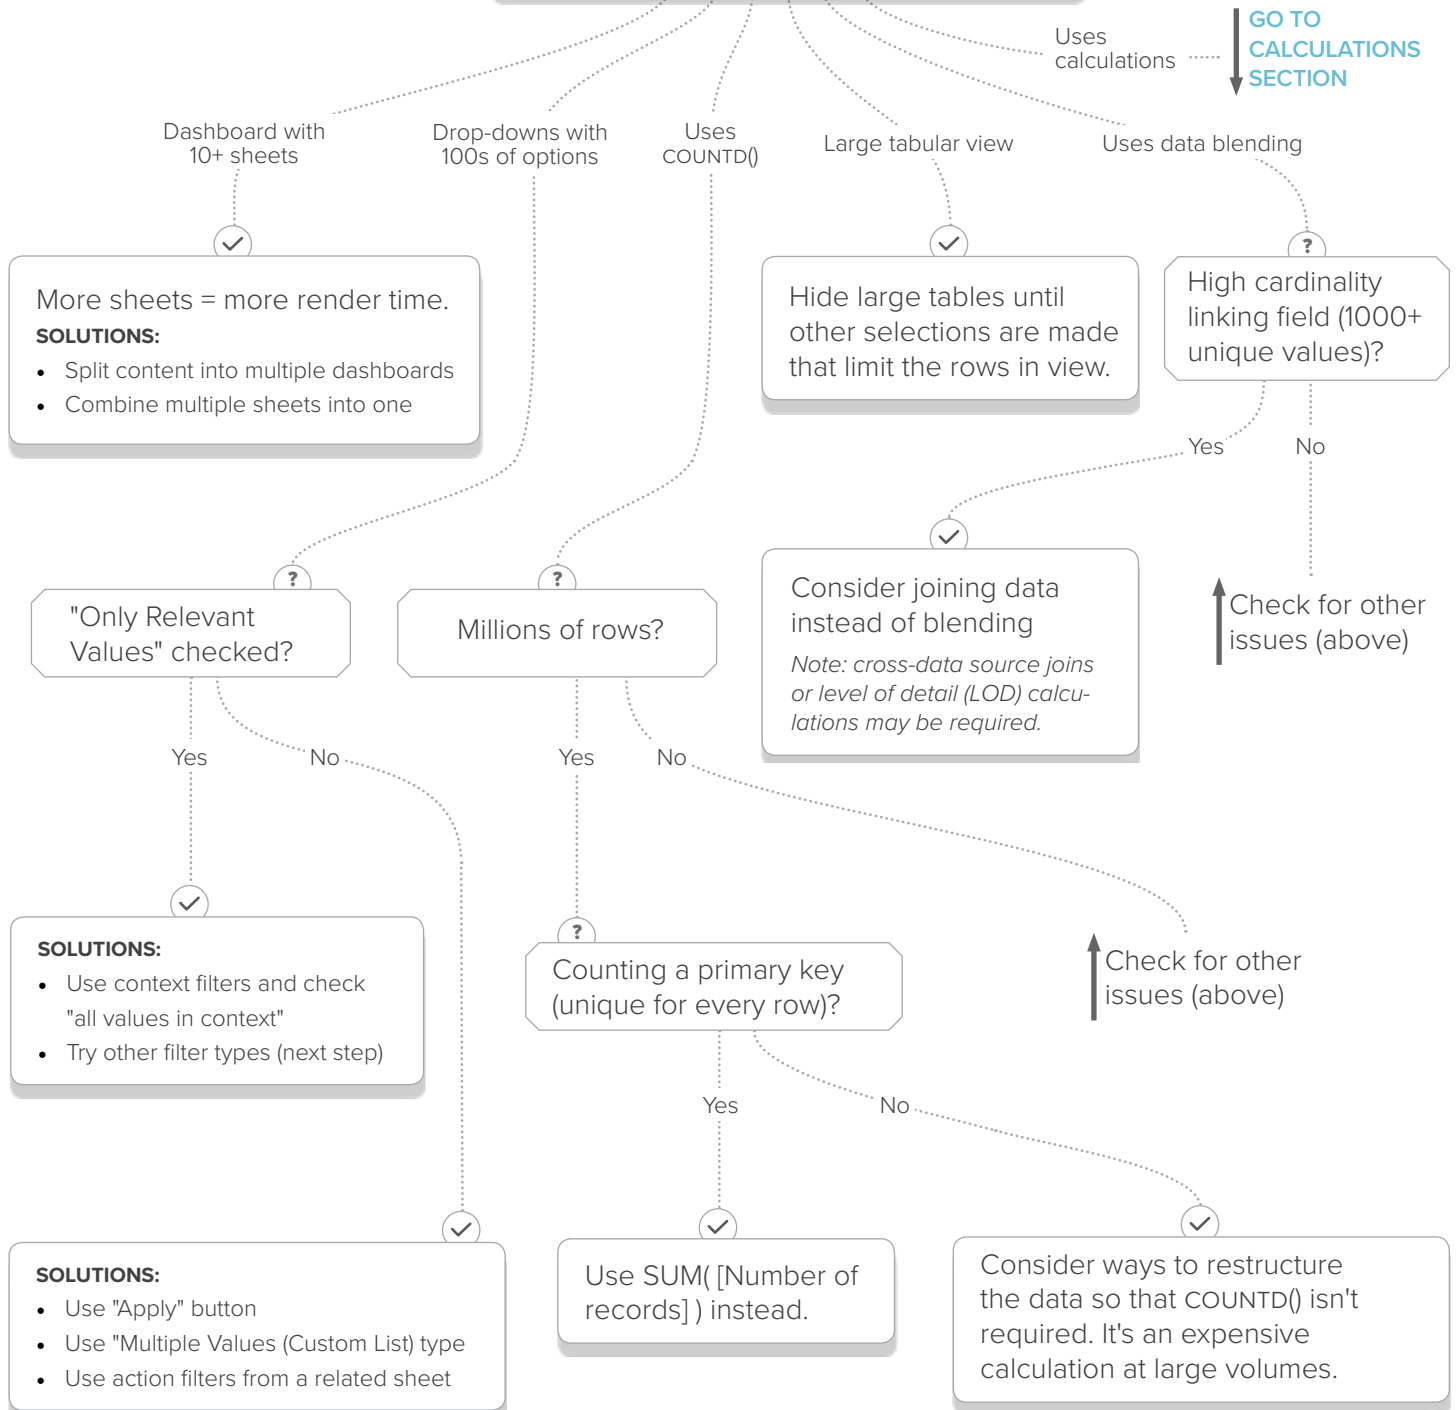 Uses
calculations
GO TO
CALCULATIONS
SECTION
Dashboard with
10+ sheets
Drop-downs with
100s of options
Uses
COUNTD()
Large tabular view
Uses data blending
More sheets = more render time.
SOLUTIONS:
• Split content into multiple dashboards
• Combine multiple sheets into one
Hide large tables until
other selections are made
that limit the rows in view.
?
High cardinality
linking field (1000+
unique values)?
Yes
No
?
"Only Relevant
Values" checked?
?
Millions of rows?
Consider joining data
instead of blending
Note: cross-data source joins
or level of detail (LOD) calcu-
lations may be required.
Check for other
issues (above)
Yes
No
Yes
No
SOLUTIONS:
• Use context filters and check
"all values in context"
• Try other filter types (next step)
?
Counting a primary key
(unique for every row)?
Check for other
issues (above)
Yes
No
SOLUTIONS:
• Use "Apply" button
• Use "Multiple Values (Custom List) type
• Use action filters from a related sheet
Use SUM( [Number of
records] ) instead.
Consider ways to restructure
the data so that COUNTD() isn't
required. It's an expensive
calculation at large volumes.